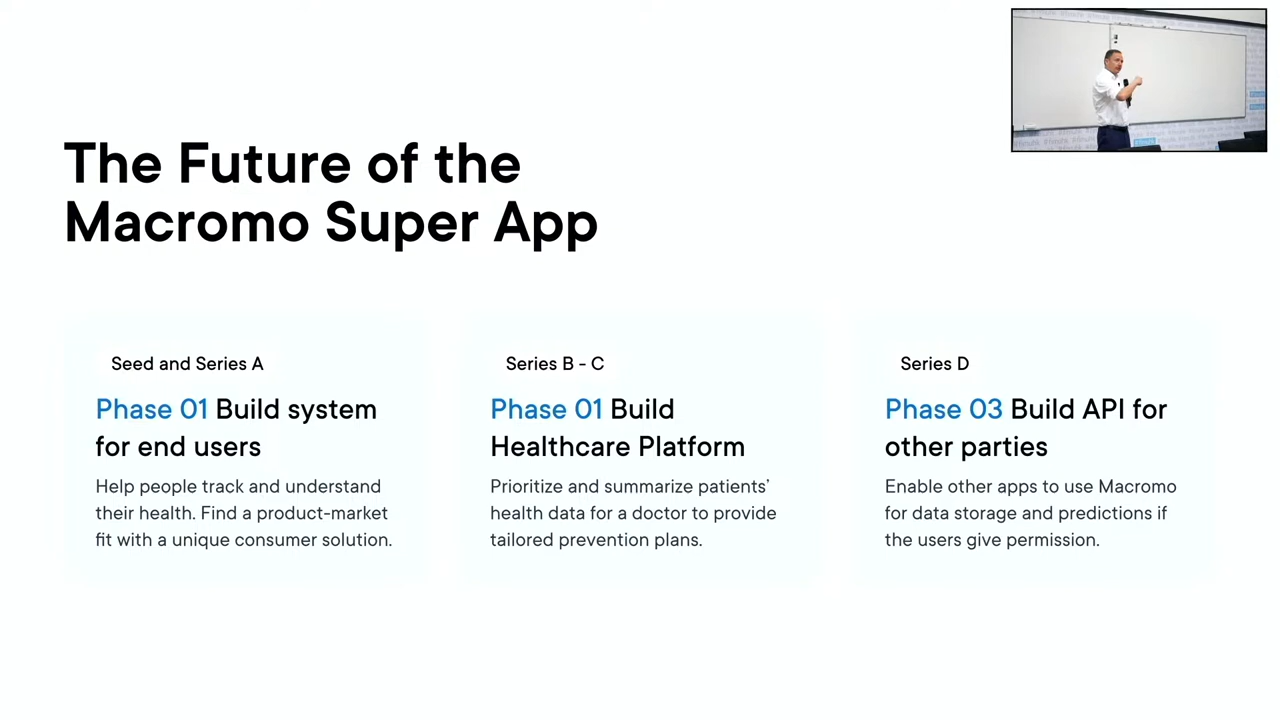 The Future of the
Macromo Super App
Seed and Series A
Phase 01 Build system
for end users
Help people track and understand
their health. Find a product-market
fit with a unique consumer solution.
Series B - C
Phase 01 Build
Healthcare Platform
Prioritize and summarize patients’
health data for a doctor to provide
tailored prevention plans.
Series D
Phase 03 Build API for
other parties
Enable other apps to use Macromo
for data storage and predictions if
the users give permission.